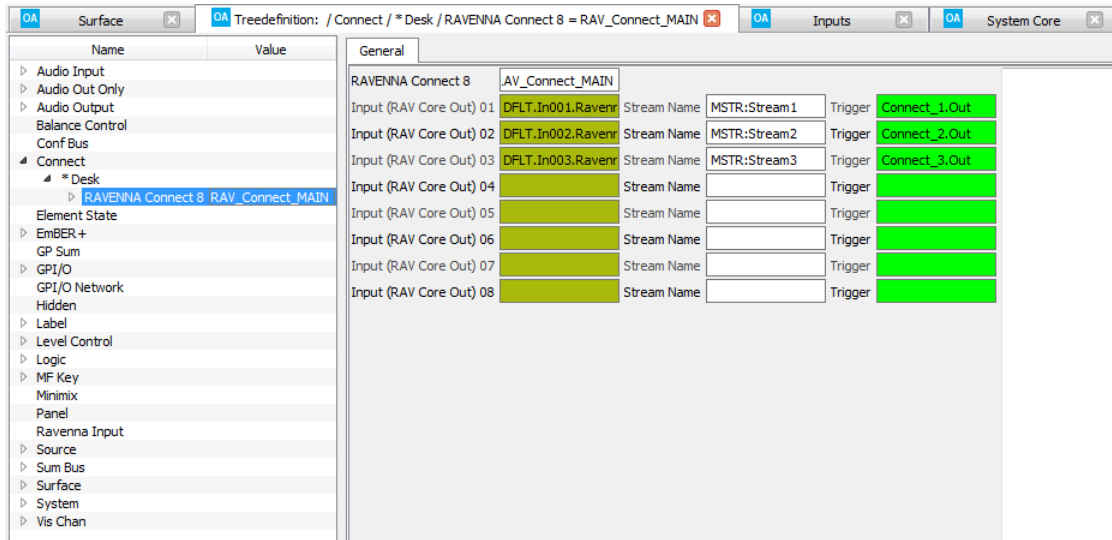 OA Surface OA Treedefinition: / Connect / * Desk / RAVENNA Connect 8 = RAV_Connect_MAIN OA Inputs OA System Core
Name Value
Audio Input
Audio Out Only
Audio Output
Balance Control
Conf Bus
Connect
* Desk
RAVENNA Connect 8 RAV_Connect_MAIN
Element State
EmBER+
GP Sum
GPI/O
GPI/O Network
Hidden
Label
Level Control
Logic
MF Key
Minimix
Panel
Ravenna Input
Source
Sum Bus
Surface
System
Vis Chan
General
RAVENNA Connect 8 .AV_Connect_MAIN
Input (RAV Core Out) 01 DFLT.In001.Ravenr Stream Name MSTR:Stream1 Trigger Connect_1.Out
Input (RAV Core Out) 02 DFLT.In002.Ravenr Stream Name MSTR:Stream2 Trigger Connect_2.Out
Input (RAV Core Out) 03 DFLT.In003.Ravenr Stream Name MSTR:Stream3 Trigger Connect_3.Out
Input (RAV Core Out) 04 Stream Name Trigger
Input (RAV Core Out) 05 Stream Name Trigger
Input (RAV Core Out) 06 Stream Name Trigger
Input (RAV Core Out) 07 Stream Name Trigger
Input (RAV Core Out) 08 Stream Name Trigger